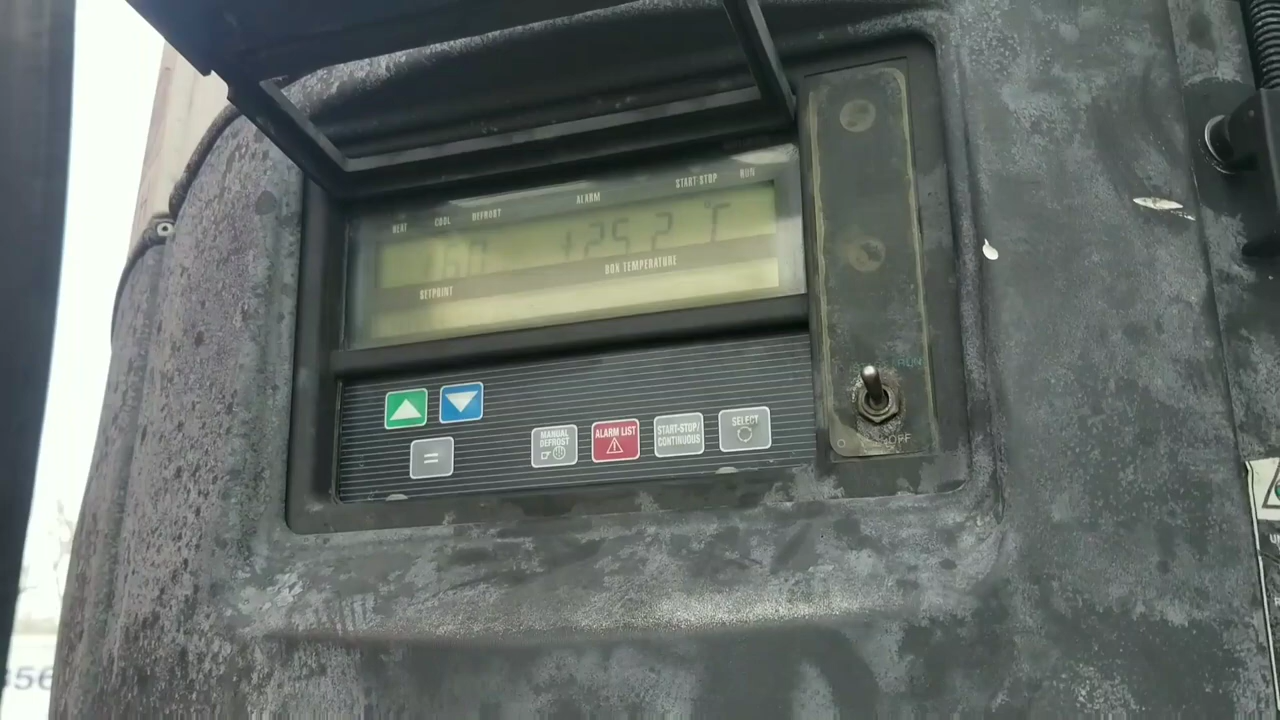 HEAT COOL DEFROST ALARM START-STOP RUN
+25.2 °F
SETPOINT BOX TEMPERATURE
MANUAL DEFROST
ALARM LIST
START-STOP/
CONTINUOUS
SELECT
=
RUN
OFF